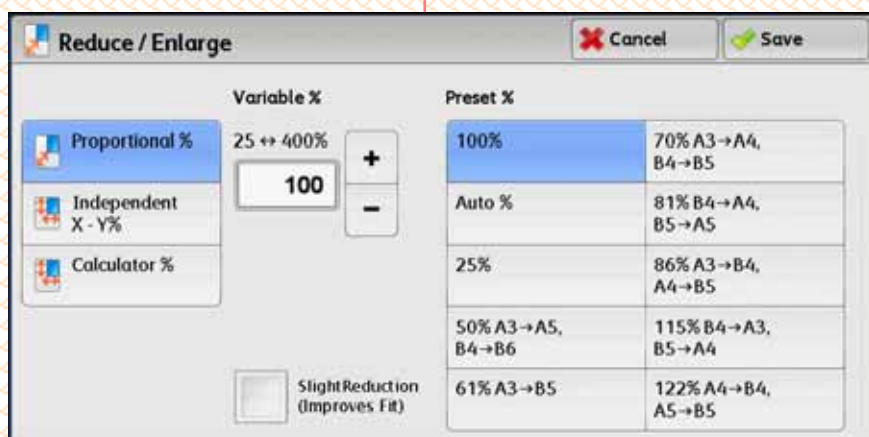 Reduce / Enlarge
Cancel
Save
Variable %
Preset %
Proportional %
Independent
X - Y%
Calculator %
25 ↔ 400%
100
+
−
SlightReduction
(Improves Fit)
100%
Auto %
25%
50% A3→A5,
B4→B6
61% A3→B5
70% A3→A4,
B4→B5
81% B4→A4,
B5→A5
86% A3→B4,
A4→B5
115% B4→A3,
B5→A4
122% A4→B4,
A5→B5